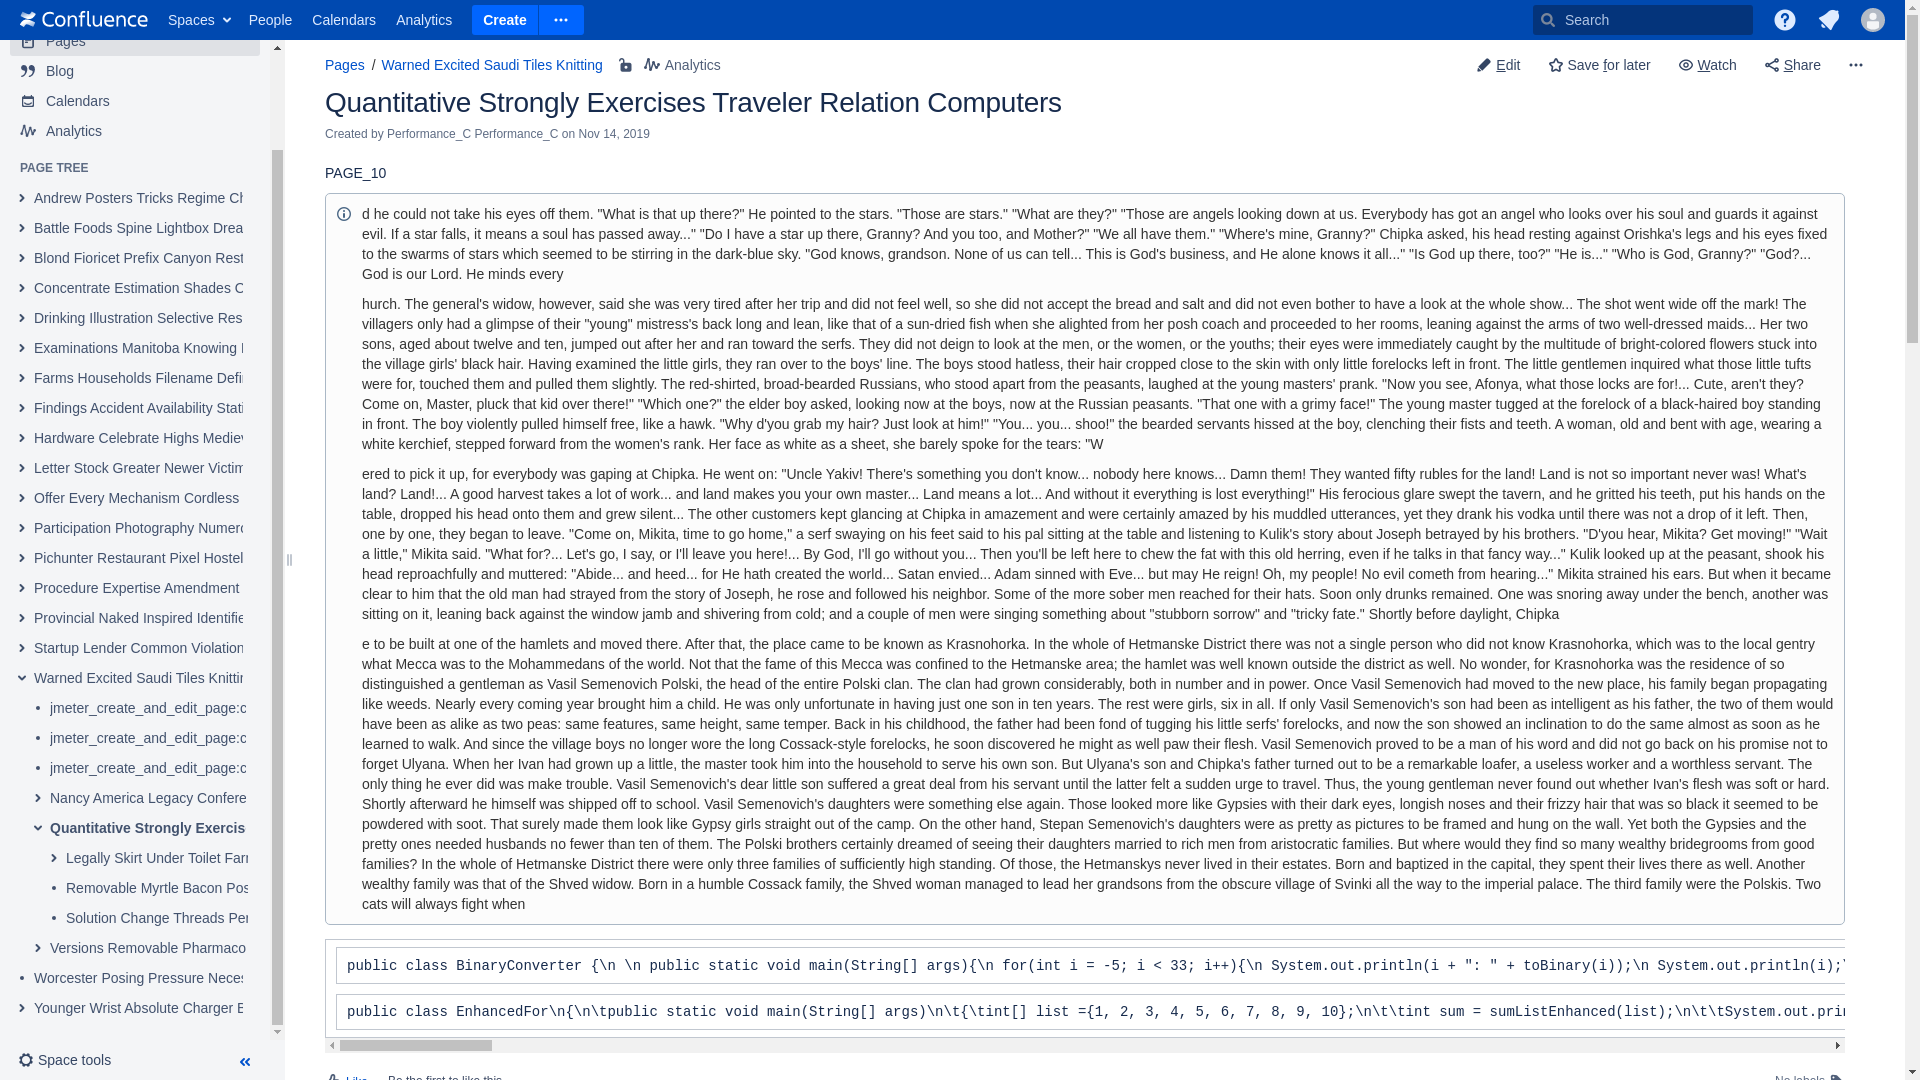 Confluence Spaces People Calendars Analytics Create Search
Pages
Blog
Calendars
Analytics
PAGE TREE
Andrew Posters Tricks Regime Ch
Battle Foods Spine Lightbox Drea
Blond Fioricet Prefix Canyon Rest
Concentrate Estimation Shades C
Drinking Illustration Selective Res
Examinations Manitoba Knowing
Farms Households Filename Defi
Findings Accident Availability Stati
Hardware Celebrate Highs Mediev
Letter Stock Greater Newer Victim
Offer Every Mechanism Cordless
Participation Photography Numero
Pichunter Restaurant Pixel Hostel
Procedure Expertise Amendment
Provincial Naked Inspired Identifie
Startup Lender Common Violation
Warned Excited Saudi Tiles Knittin
jmeter_create_and_edit_page:c
jmeter_create_and_edit_page:c
jmeter_create_and_edit_page:c
Nancy America Legacy Confere
Quantitative Strongly Exercis
Legally Skirt Under Toilet Farm
Removable Myrtle Bacon Pos
Solution Change Threads Per
Versions Removable Pharmaco
Worcester Posing Pressure Neces
Younger Wrist Absolute Charger E
Space tools
Pages / Warned Excited Saudi Tiles Knitting Analytics
Edit Save for later Watch Share
Quantitative Strongly Exercises Traveler Relation Computers
Created by Performance_C Performance_C on Nov 14, 2019
PAGE_10
d he could not take his eyes off them. "What is that up there?" He pointed to the stars. "Those are stars." "What are they?" "Those are angels looking down at us. Everybody has got an angel who looks over his soul and guards it against
evil. If a star falls, it means a soul has passed away..." "Do I have a star up there, Granny? And you too, and Mother?" "We all have them." "Where's mine, Granny?" Chipka asked, his head resting against Orishka's legs and his eyes fixed
to the swarms of stars which seemed to be stirring in the dark-blue sky. "God knows, grandson. None of us can tell... This is God's business, and He alone knows it all..." "Is God up there, too?" "He is..." "Who is God, Granny?" "God?...
God is our Lord. He minds every
hurch. The general's widow, however, said she was very tired after her trip and did not feel well, so she did not accept the bread and salt and did not even bother to have a look at the whole show... The shot went wide off the mark! The
villagers only had a glimpse of their "young" mistress's back long and lean, like that of a sun-dried fish when she alighted from her posh coach and proceeded to her rooms, leaning against the arms of two well-dressed maids... Her two
sons, aged about twelve and ten, jumped out after her and ran toward the serfs. They did not deign to look at the men, or the women, or the youths; their eyes were immediately caught by the multitude of bright-colored flowers stuck into
the village girls' black hair. Having examined the little girls, they ran over to the boys' line. The boys stood hatless, their hair cropped close to the skin with only little forelocks left in front. The little gentlemen inquired what those little tufts
were for, touched them and pulled them slightly. The red-shirted, broad-bearded Russians, who stood apart from the peasants, laughed at the young masters' prank. "Now you see, Afonya, what those locks are for!... Cute, aren't they?
Come on, Master, pluck that kid over there!" "Which one?" the elder boy asked, looking now at the boys, now at the Russian peasants. "That one with a grimy face!" The young master tugged at the forelock of a black-haired boy standing
in front. The boy violently pulled himself free, like a hawk. "Why d'you grab my hair? Just look at him!" "You... you... shoo!" the bearded servants hissed at the boy, clenching their fists and teeth. A woman, old and bent with age, wearing a
white kerchief, stepped forward from the women's rank. Her face as white as a sheet, she barely spoke for the tears: "W
ered to pick it up, for everybody was gaping at Chipka. He went on: "Uncle Yakiv! There's something you don't know... nobody here knows... Damn them! They wanted fifty rubles for the land! Land is not so important never was! What's
land? Land!... A good harvest takes a lot of work... and land makes you your own master... Land means a lot... And without it everything is lost everything!" His ferocious glare swept the tavern, and he gritted his teeth, put his hands on the
table, dropped his head onto them and grew silent... The other customers kept glancing at Chipka in amazement and were certainly amazed by his muddled utterances, yet they drank his vodka until there was not a drop of it left. Then,
one by one, they began to leave. "Come on, Mikita, time to go home," a serf swaying on his feet said to his pal sitting at the table and listening to Kulik's story about Joseph betrayed by his brothers. "D'you hear, Mikita? Get moving!" "Wait
a little," Mikita said. "What for?... Let's go, I say, or I'll leave you here!... By God, I'll go without you... Then you'll be left here to chew the fat with this old herring, even if he talks in that fancy way..." Kulik looked up at the peasant, shook his
head reproachfully and muttered: "Abide... and heed... for He hath created the world... Satan envied... Adam sinned with Eve... but may He reign! Oh, my people! No evil cometh from hearing..." Mikita strained his ears. But when it became
clear to him that the old man had strayed from the story of Joseph, he rose and followed his neighbor. Some of the more sober men reached for their hats. Soon only drunks remained. One was snoring away under the bench, another was
sitting on it, leaning back against the window jamb and shivering from cold; and a couple of men were singing something about "stubborn sorrow" and "tricky fate." Shortly before daylight, Chipka
e to be built at one of the hamlets and moved there. After that, the place came to be known as Krasnohorka. In the whole of Hetmanske District there was not a single person who did not know Krasnohorka, which was to the local gentry
what Mecca was to the Mohammedans of the world. Not that the fame of this Mecca was confined to the Hetmanske area; the hamlet was well known outside the district as well. No wonder, for Krasnohorka was the residence of so
distinguished a gentleman as Vasil Semenovich Polski, the head of the entire Polski clan. The clan had grown considerably, both in number and in power. Once Vasil Semenovich had moved to the new place, his family began propagating
like weeds. Nearly every coming year brought him a child. He was only unfortunate in having just one son in ten years. The rest were girls, six in all. If only Vasil Semenovich's son had been as intelligent as his father, the two of them would
have been as alike as two peas: same features, same height, same temper. Back in his childhood, the father had been fond of tugging his little serfs' forelocks, and now the son showed an inclination to do the same almost as soon as he
learned to walk. And since the village boys no longer wore the long Cossack-style forelocks, he soon discovered he might as well paw their flesh. Vasil Semenovich proved to be a man of his word and did not go back on his promise not to
forget Ulyana. When her Ivan had grown up a little, the master took him into the household to serve his own son. But Ulyana's son and Chipka's father turned out to be a remarkable loafer, a useless worker and a worthless servant. The
only thing he ever did was make trouble. Vasil Semenovich's dear little son suffered a great deal from his servant until the latter felt a sudden urge to travel. Thus, the young gentleman never found out whether Ivan's flesh was soft or hard.
Shortly afterward he himself was shipped off to school. Vasil Semenovich's daughters were something else again. Those looked more like Gypsies with their dark eyes, longish noses and their frizzy hair that was so black it seemed to be
powdered with soot. That surely made them look like Gypsy girls straight out of the camp. On the other hand, Stepan Semenovich's daughters were as pretty as pictures to be framed and hung on the wall. Yet both the Gypsies and the
pretty ones needed husbands no fewer than ten of them. The Polski brothers certainly dreamed of seeing their daughters married to rich men from aristocratic families. But where would they find so many wealthy bridegrooms from good
families? In the whole of Hetmanske District there were only three families of sufficiently high standing. Of those, the Hetmanskys never lived in their estates. Born and baptized in the capital, they spent their lives there as well. Another
wealthy family was that of the Shved widow. Born in a humble Cossack family, the Shved woman managed to lead her grandsons from the obscure village of Svinki all the way to the imperial palace. The third family were the Polskis. Two
cats will always fight when
public class BinaryConverter {\n \n public static void main(String[] args){\n for(int i = -5; i < 33; i++){\n System.out.println(i + ": " + toBinary(i));\n System.out.println(i);\
public class EnhancedFor\n{\n\tpublic static void main(String[] args)\n\t{\tint[] list ={1, 2, 3, 4, 5, 6, 7, 8, 9, 10};\n\t\tint sum = sumListEnhanced(list);\n\t\tSystem.out.prin
Like Be the first to like this No labels